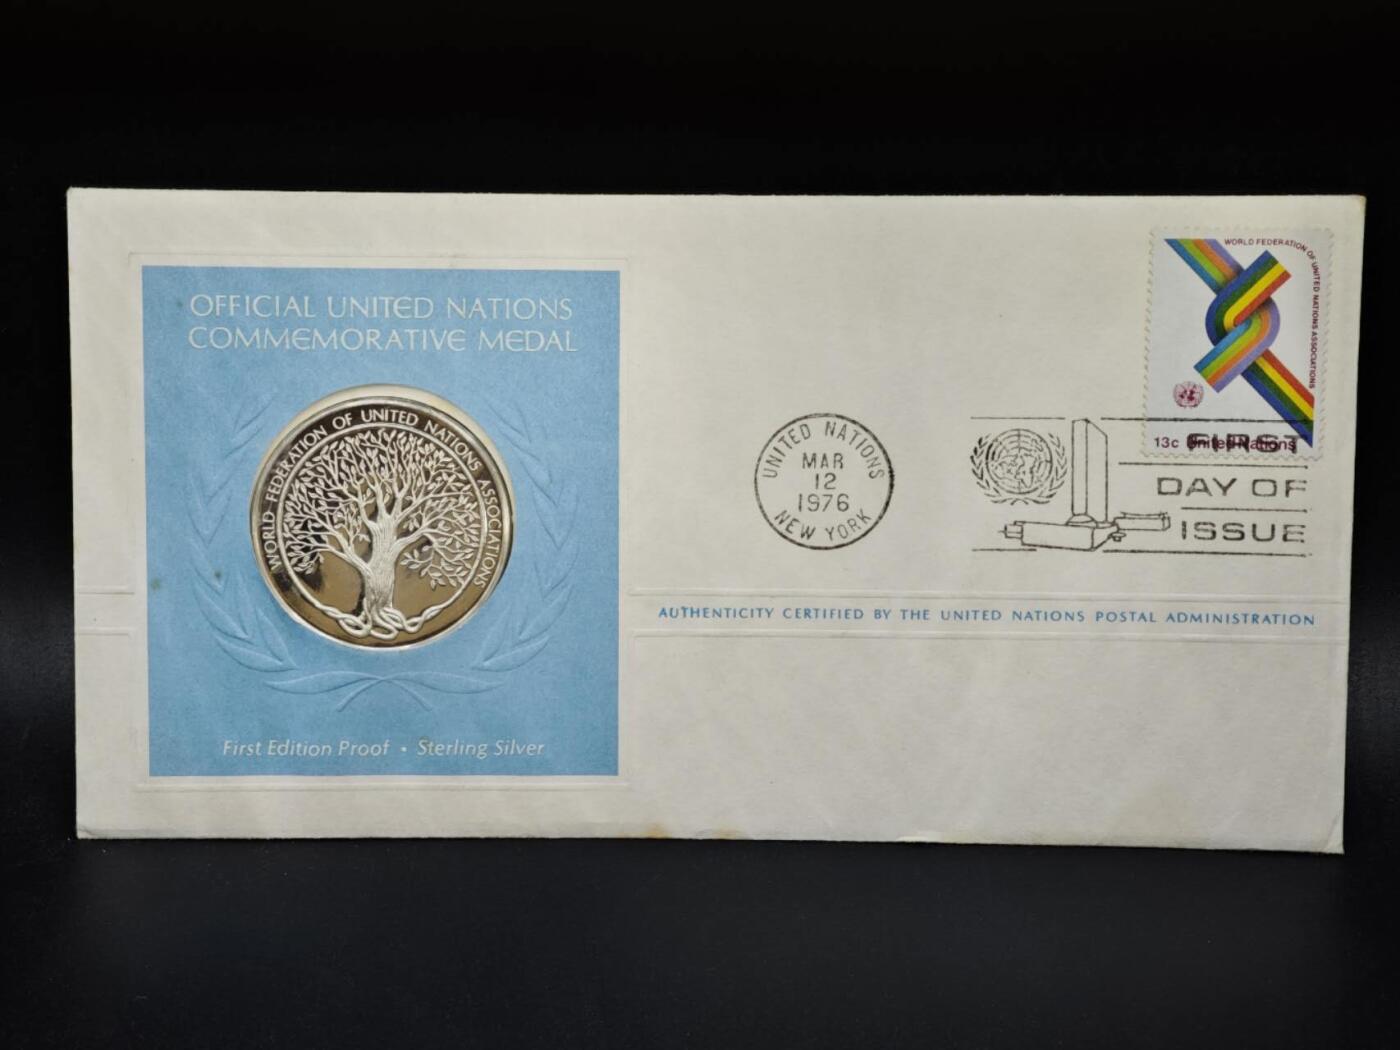 OFFICIAL UNITED NATIONS
COMMEMORATIVE MEDAL
WORLD FEDERATION OF UNITED NATIONS ASSOCIATIONS
First Edition Proof • Sterling Silver
WORLD FEDERATION OF UNITED NATIONS ASSOCIATIONS
13c United Nations
UNITED NATIONS
MAR
12
1976
NEW YORK
FIRST
DAY OF
ISSUE
AUTHENTICITY CERTIFIED BY THE UNITED NATIONS POSTAL ADMINISTRATION